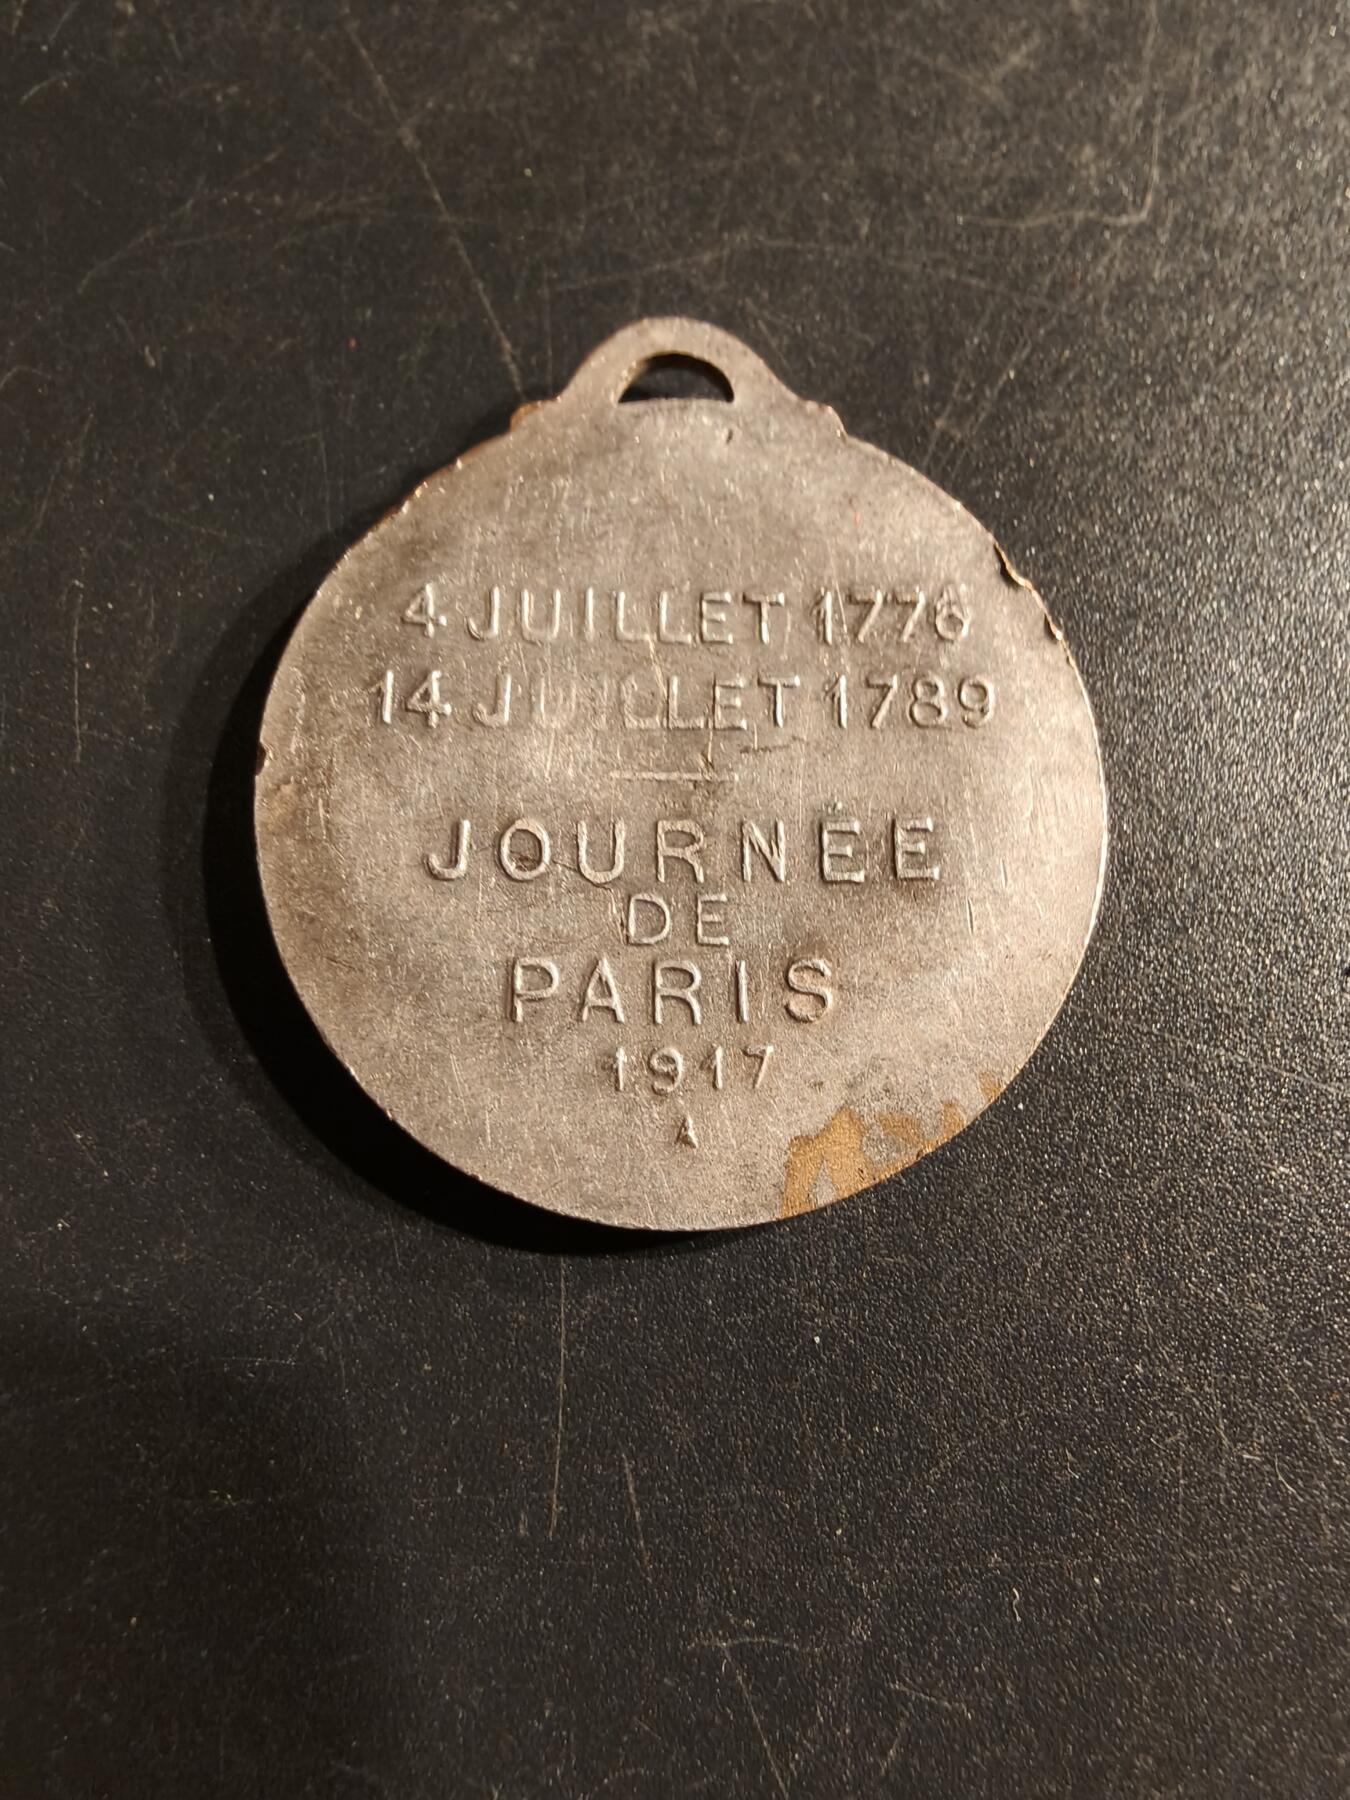 4 JUILLET 1776
14 JUILLET 1789
JOURNÉE
DE
PARIS
1917
A